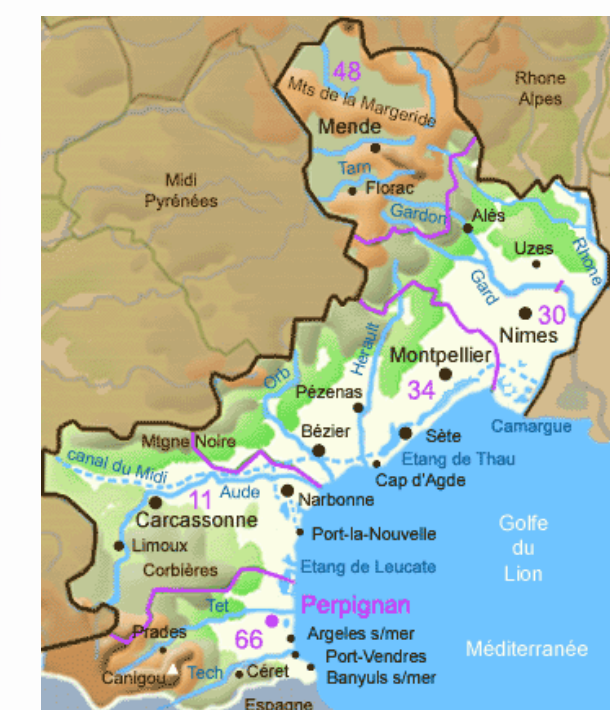 48
Mts de la Margeride
Rhone
Alpes
Mende
Tarn
Florac
Midi
Pyrénées
Gardon
Alés
Uzes
Rhone
Gard
30
Nimes
Herault
Montpellier
34
Orb
Pézenas
Bézier
Sète
Camargue
Mtgne Noire
Etang de Thau
canal du Midi
Cap d'Agde
11
Aude
Narbonne
Carcassonne
Port-la-Nouvelle
Golfe
du
Lion
Limoux
Corbières
Etang de Leucate
Tet
Perpignan
66
Prades
Argeles s/mer
Méditerranée
Port-Vendres
Canigou
Tech
Céret
Banyuls s/mer
Espagne